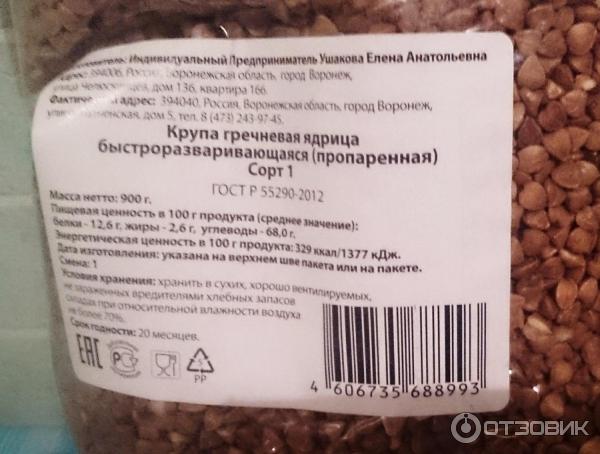 Индивидуальный Предприниматель Ушакова Елена Анатольевна
Адрес: 394006, Россия, Воронежская область, город Воронеж,
дом 136, квартира 166.
Фактический адрес: 394040, Россия, Воронежская область, город Воронеж,
дом 5, тел. 8 (473) 243-97-45.
Крупа гречневая ядрица
быстроразваривающаяся (пропаренная)
Сорт 1
ГОСТ Р 55290-2012
Масса нетто: 900 г.
Пищевая ценность в 100 г продукта (среднее значение):
белки - 12,6 г, жиры - 2,6 г, углеводы - 68,0 г.
Энергетическая ценность в 100 г продукта: 329 ккал/1377 кДж.
Дата изготовления: указана на верхнем шве пакета или на пакете.
Смена: 1
Условия хранения: хранить в сухих, хорошо вентилируемых,
не зараженных вредителями хлебных запасов
складах при относительной влажности воздуха
не более 70%.
Срок годности: 20 месяцев.
ЕАС
РС
5
PP
4 606735 688993
ОТЗОВИК